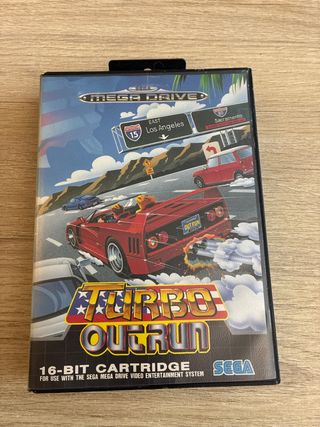 MEGA DRIVE
15
EAST
Los Angeles
Sacramento
OUTRUN
TURBO
OUTRUN
16-BIT CARTRIDGE
FOR USE WITH THE SEGA MEGA DRIVE VIDEO ENTERTAINMENT SYSTEM
SEGA